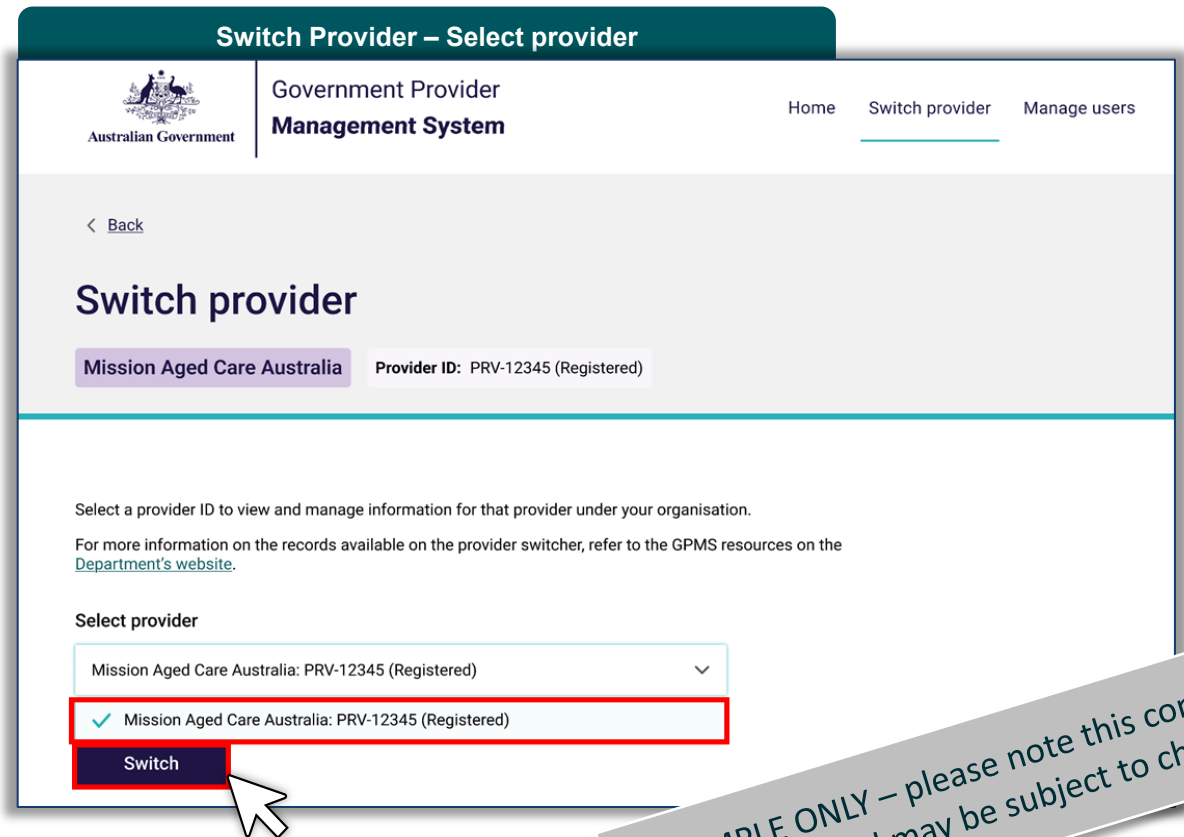 Switch Provider – Select provider
Australian Government
Government Provider
Management System
Home
Switch provider
Manage users
Back
Switch provider
Mission Aged Care Australia
Provider ID: PRV-12345 (Registered)
Select a provider ID to view and manage information for that provider under your organisation.
For more information on the records available on the provider switcher, refer to the GPMS resources on the
Department's website.
Select provider
Mission Aged Care Australia: PRV-12345 (Registered)
Mission Aged Care Australia: PRV-12345 (Registered)
Switch
ONLY – please note this
may be subject to